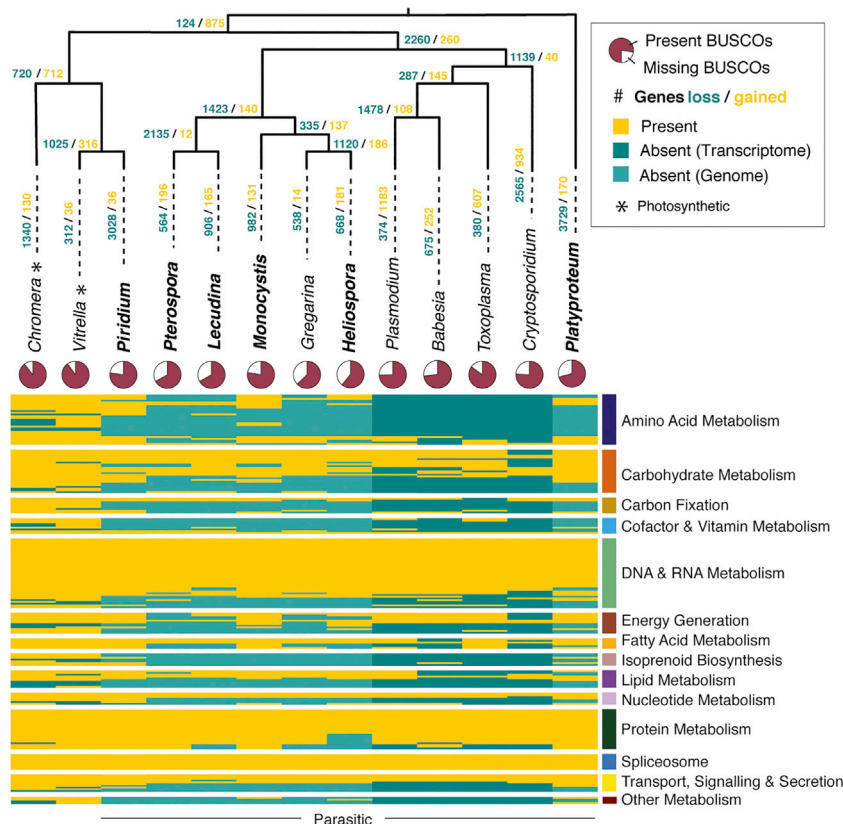 124 / 875
2260 / 260
1139 / 40
720 / 712
287 / 145
1423 / 140
1478 / 108
335 / 137
2135 / 12
1025 / 316
1120 / 186
1340 / 130
312 / 36
3028 / 36
564 / 196
906 / 165
982 / 131
538 / 14
668 / 181
374 / 1183
675 / 252
380 / 607
2565 / 934
3729 / 170
Chromera *
Vitrella *
Piridium
Pterospora
Lecudina
Monocystis
Gregarina
Heliospora
Plasmodium
Babesia
Toxoplasma
Cryptosporidium
Platyproteum
Present BUSCOs
Missing BUSCOs
# Genes loss / gained
Present
Absent (Transcriptome)
Absent (Genome)
* Photosynthetic
Amino Acid Metabolism
Carbohydrate Metabolism
Carbon Fixation
Cofactor & Vitamin Metabolism
DNA & RNA Metabolism
Energy Generation
Fatty Acid Metabolism
Isoprenoid Biosynthesis
Lipid Metabolism
Nucleotide Metabolism
Protein Metabolism
Spliceosome
Transport, Signalling & Secretion
Other Metabolism
Parasitic